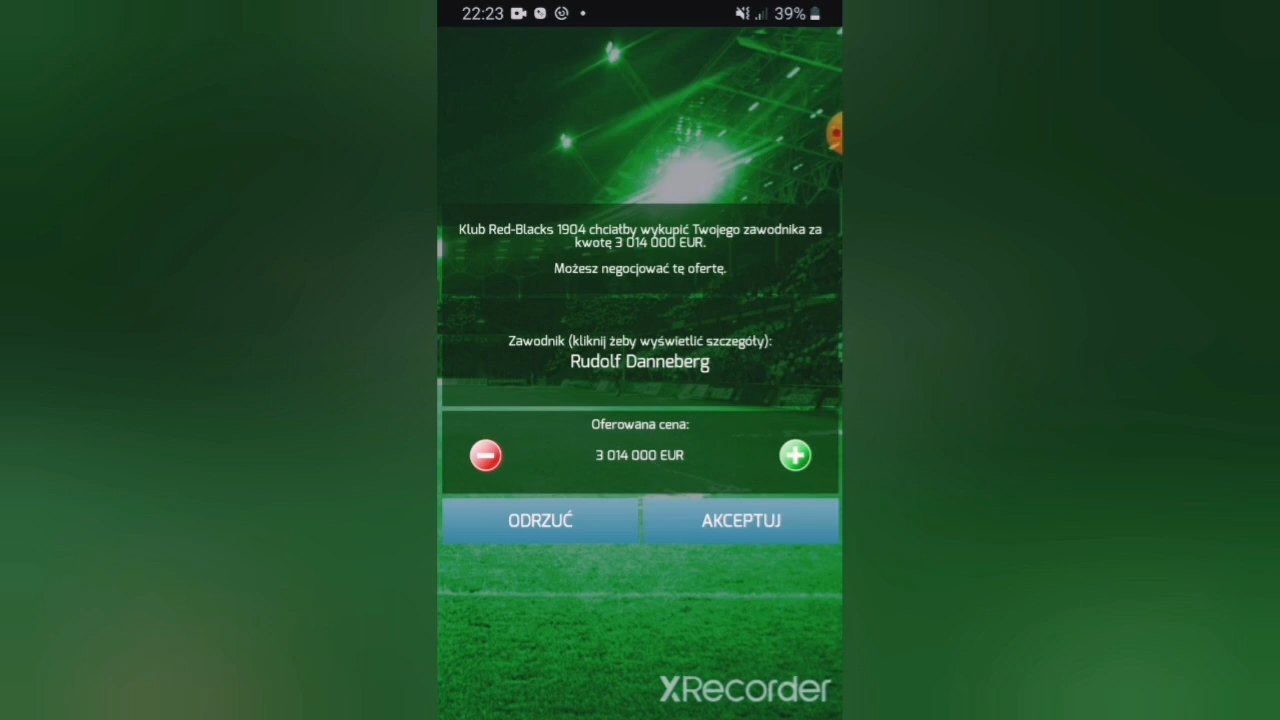 22:23
39%
Klub Red-Blacks 1904 chciałby wykupić Twojego zawodnika za
kwotę 3 014 000 EUR.
Możesz negocjować tę ofertę.
Zawodnik (kliknij żeby wyświetlić szczegóły):
Rudolf Danneberg
Oferowana cena:
3 014 000 EUR
ODRZUĆ
AKCEPTUJ
XRecorder